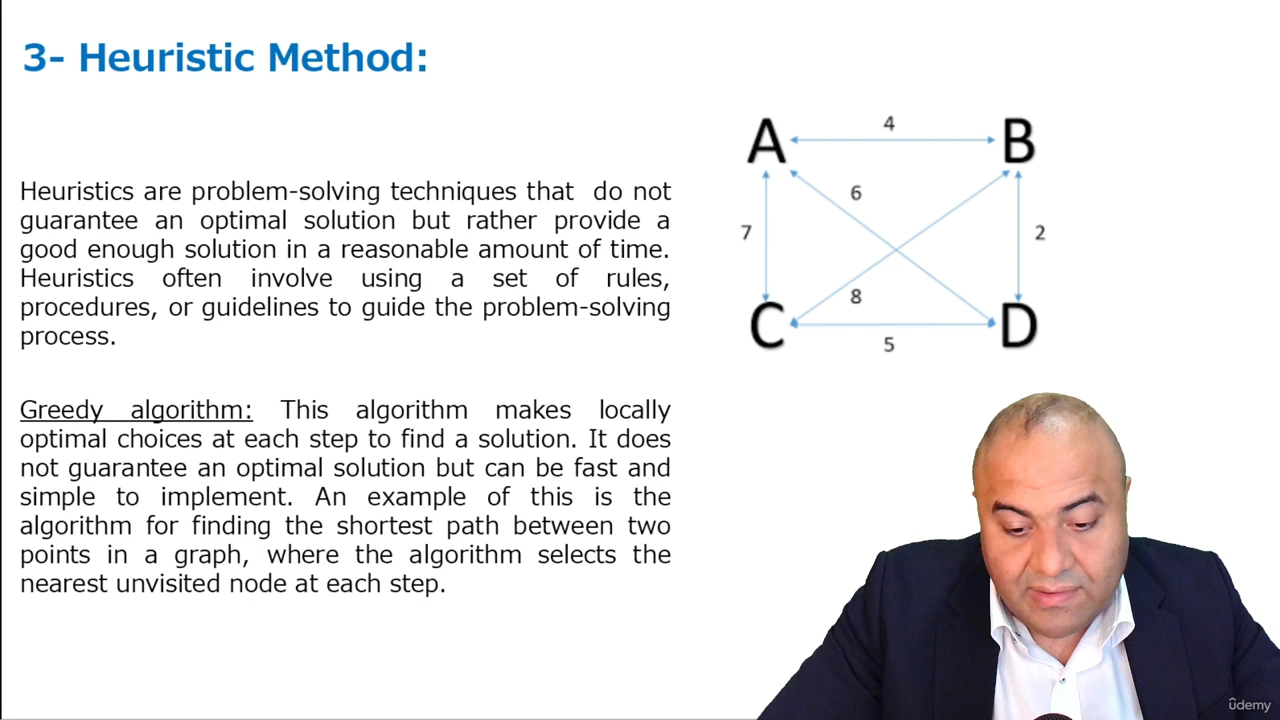 3- Heuristic Method:
Heuristics are problem-solving techniques that do not
guarantee an optimal solution but rather provide a
good enough solution in a reasonable amount of time.
Heuristics often involve using a set of rules,
procedures, or guidelines to guide the problem-solving
process.
Greedy algorithm: This algorithm makes locally
optimal choices at each step to find a solution. It does
not guarantee an optimal solution but can be fast and
simple to implement. An example of this is the
algorithm for finding the shortest path between two
points in a graph, where the algorithm selects the
nearest unvisited node at each step.
4
A B
6
7 2
8
C D
5
ûdemy